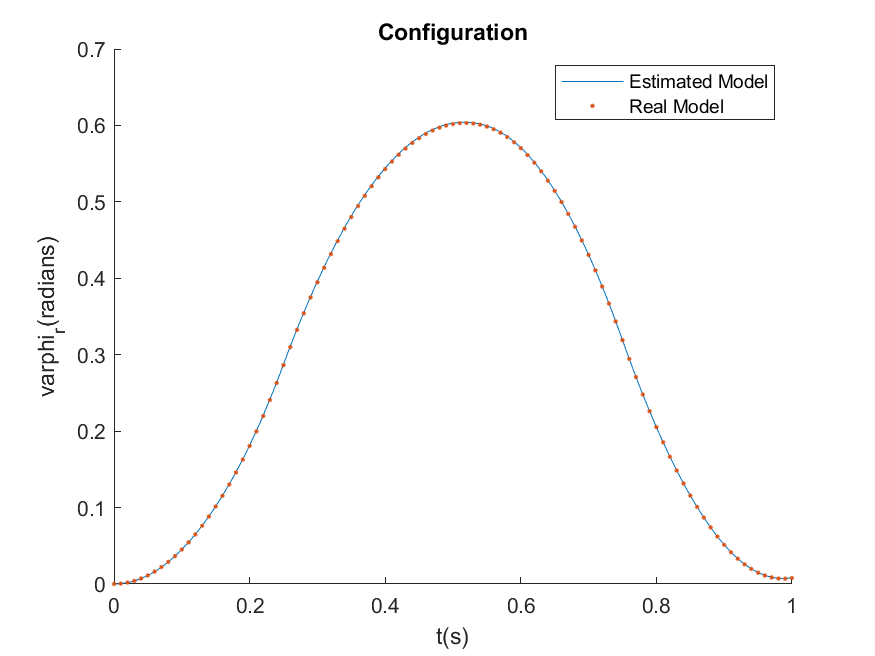 Configuration
0.7
0.6
0.5
0.4
0.3
0.2
0.1
0
varphi_r(radians)
Estimated Model
Real Model
0 0.2 0.4 0.6 0.8 1
t(s)